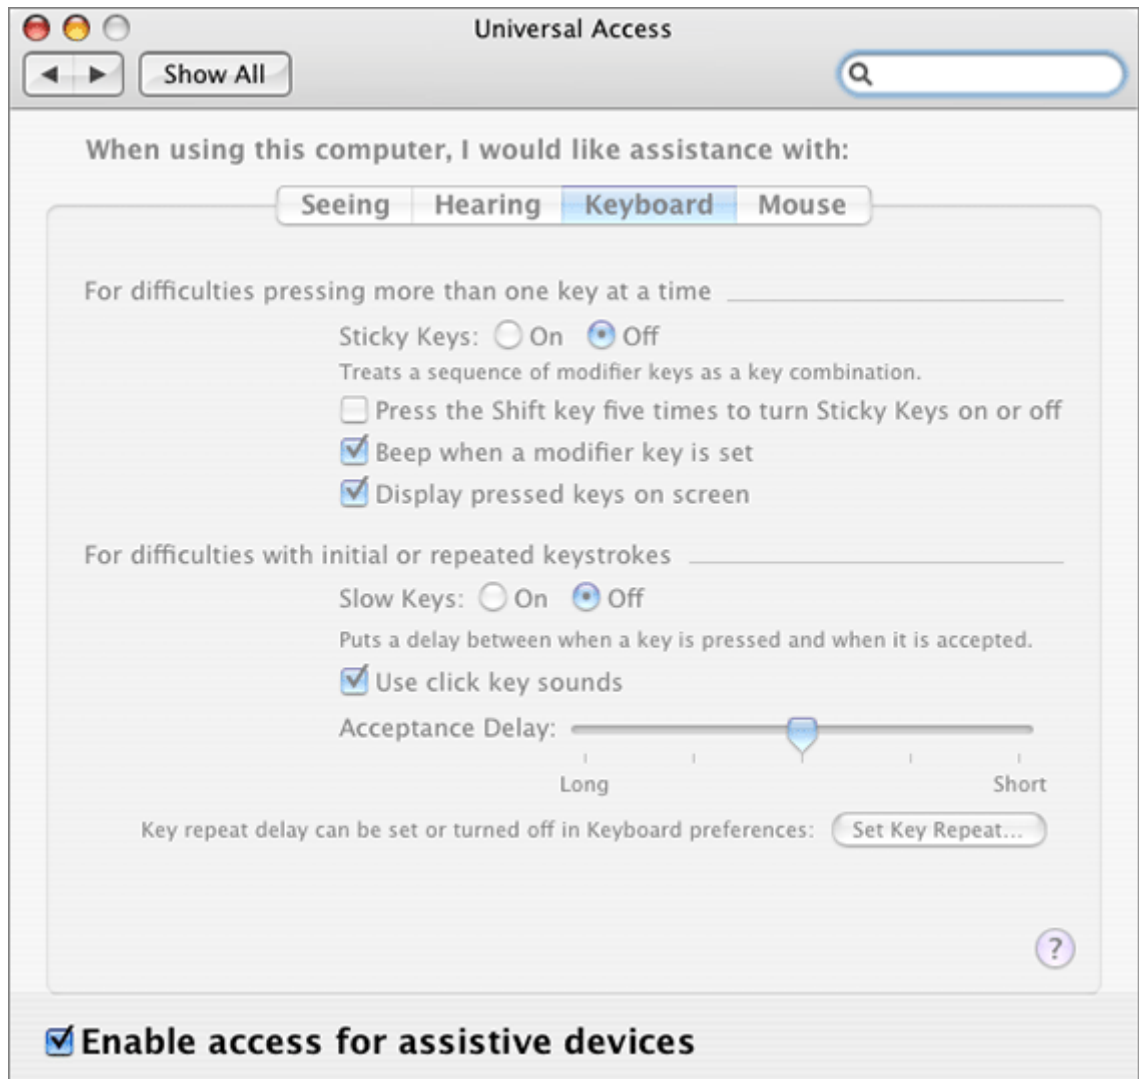 Universal Access
Show All
When using this computer, I would like assistance with:
Seeing Hearing Keyboard Mouse
For difficulties pressing more than one key at a time
Sticky Keys: On Off
Treats a sequence of modifier keys as a key combination.
Press the Shift key five times to turn Sticky Keys on or off
Beep when a modifier key is set
Display pressed keys on screen
For difficulties with initial or repeated keystrokes
Slow Keys: On Off
Puts a delay between when a key is pressed and when it is accepted.
Use click key sounds
Acceptance Delay:
Long Short
Key repeat delay can be set or turned off in Keyboard preferences: Set Key Repeat...
?
Enable access for assistive devices